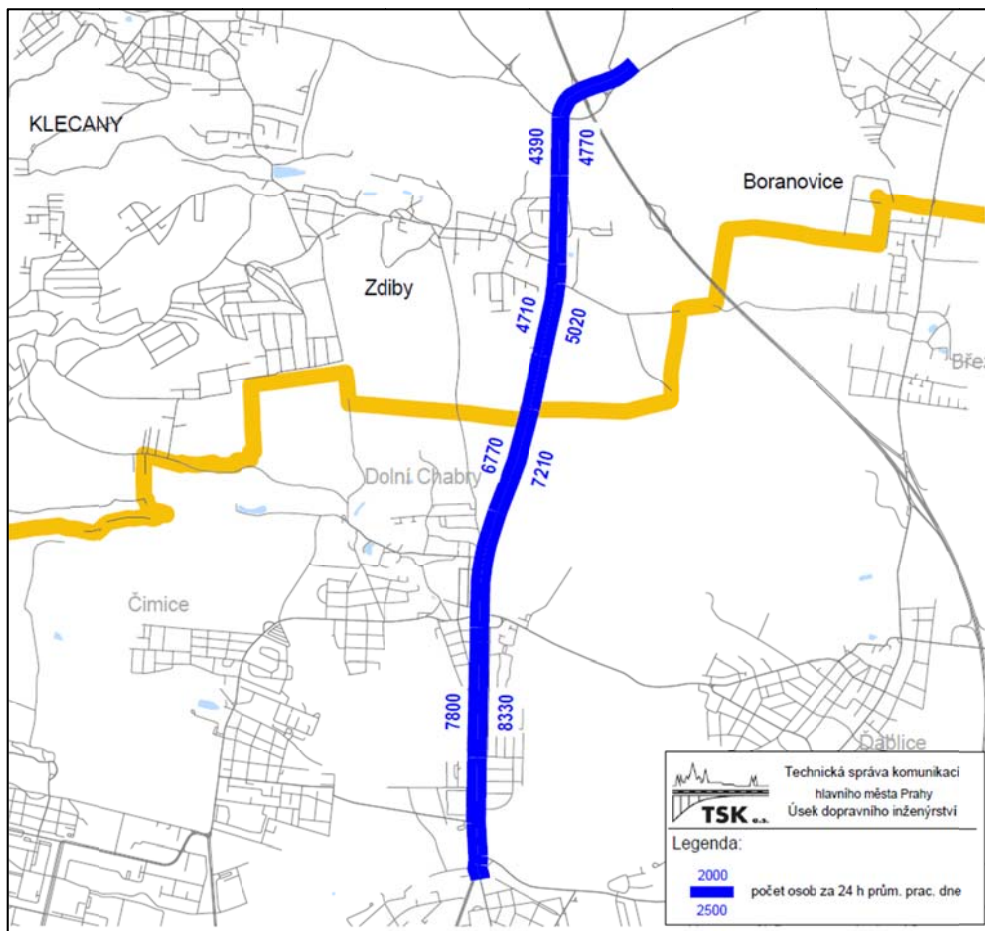 KLECANY
4390
4770
Boranovice
Zdiby
4710
5020
Břez
6770
7210
Dolní Chabry
Čimice
7800
8330
Ďáblice
Technická správa komunikací
hlavního města Prahy
Úsek dopravního inženýrství
TSK a.s.
Legenda:
2000
počet osob za 24 h prům. prac. dne
2500